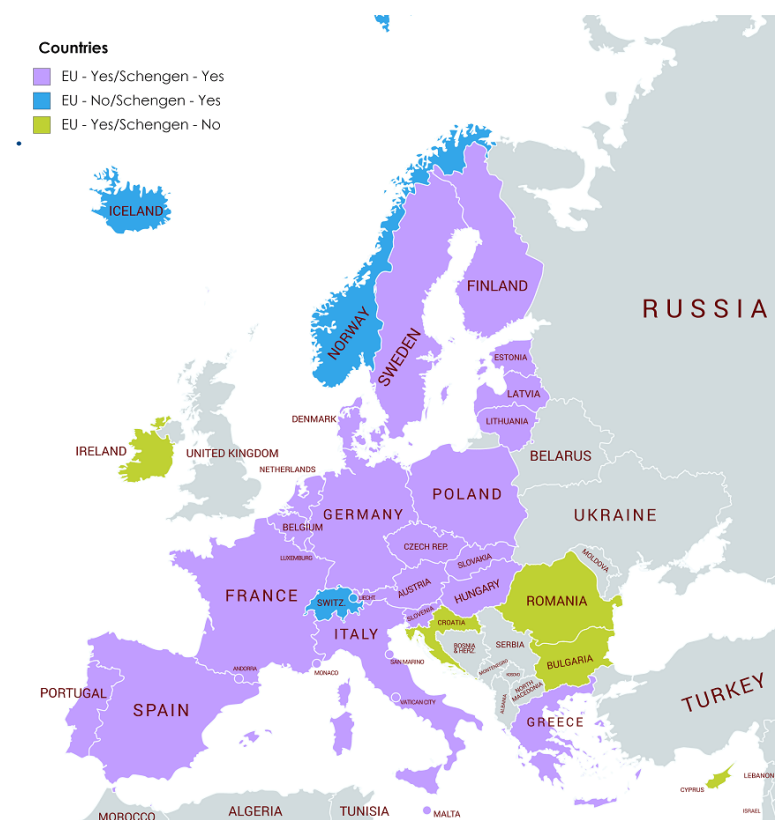 Countries
EU - Yes/Schengen - Yes
EU - No/Schengen - Yes
EU - Yes/Schengen - No
ICELAND
FINLAND
RUSSIA
NORWAY
SWEDEN
ESTONIA
LATVIA
LITHUANIA
DENMARK
IRELAND
UNITED KINGDOM
BELARUS
NETHERLANDS
POLAND
GERMANY
UKRAINE
BELGIUM
CZECH REP.
LUXEMBURG
SLOVAKIA
MOLDOVA
AUSTRIA
HUNGARY
FRANCE
SWITZ.
LIECHT.
ROMANIA
SLOVENIA
CROATIA
ITALY
BOSNIA
& HERZ.
SERBIA
SAN MARINO
BULGARIA
ANDORRA
MONACO
MONTENEGRO
KOSOVO
PORTUGAL
SPAIN
VATICAN CITY
NORTH
MACEDONIA
ALBANIA
TURKEY
GREECE
CYPRUS
LEBANON
MOROCCO
ALGERIA
TUNISIA
MALTA
ISRAEL